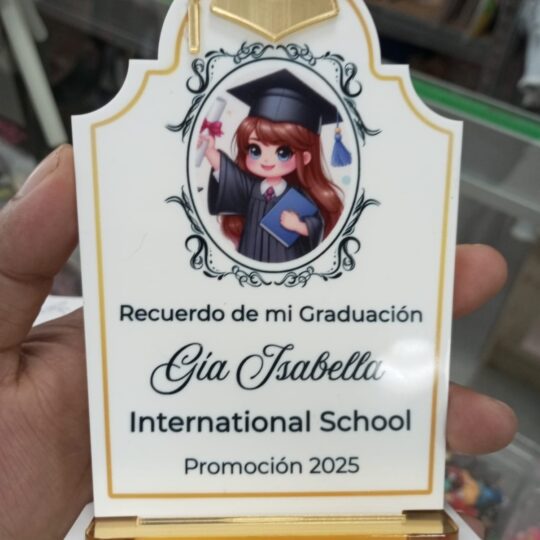 Recuerdo de mi Graduación
Gía Isabella
International School
Promoción 2025